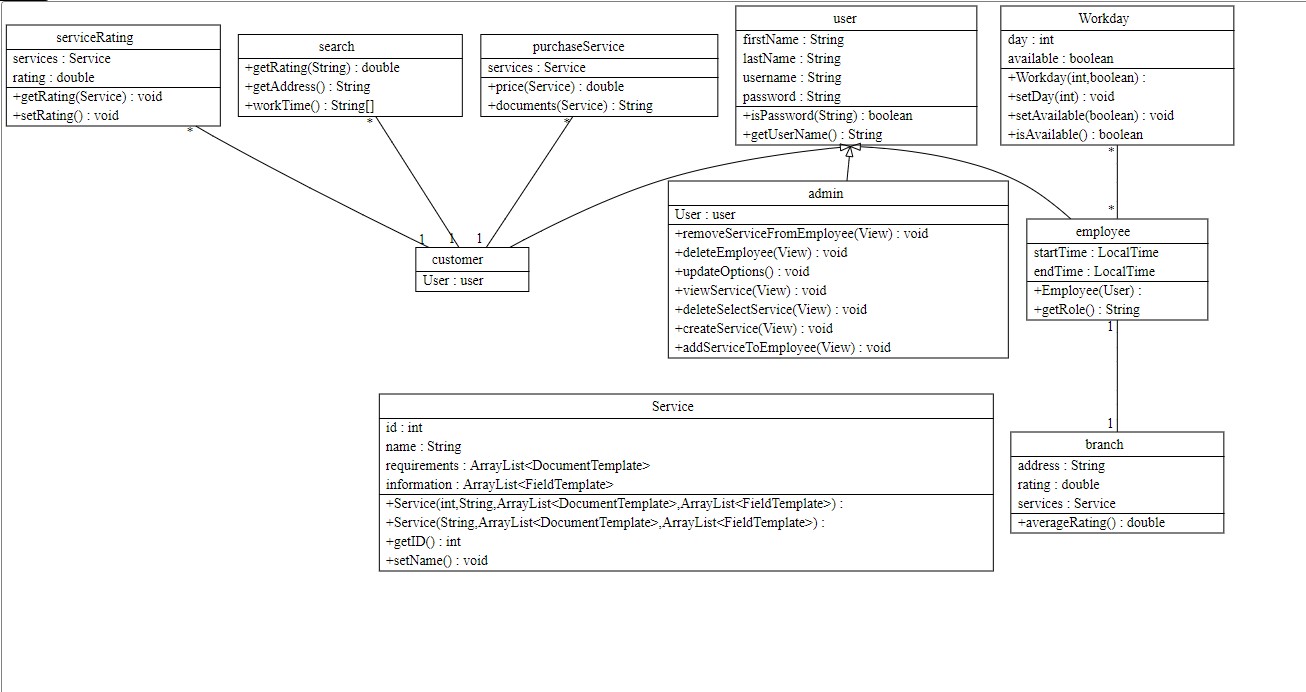 serviceRating
services : Service
rating : double
+getRating(Service) : void
+setRating() : void
*
search
+getRating(String) : double
+getAddress() : String
+workTime() : String[]
*
purchaseService
services : Service
+price(Service) : double
+documents(Service) : String
*
user
firstName : String
lastName : String
username : String
password : String
+isPassword(String) : boolean
+getUserName() : String
Workday
day : int
available : boolean
+Workday(int,boolean) :
+setDay(int) : void
+setAvailable(boolean) : void
+isAvailable() : boolean
*
*
1
1
1
customer
User : user
admin
User : user
+removeServiceFromEmployee(View) : void
+deleteEmployee(View) : void
+updateOptions() : void
+viewService(View) : void
+deleteSelectService(View) : void
+createService(View) : void
+addServiceToEmployee(View) : void
employee
startTime : LocalTime
endTime : LocalTime
+Employee(User) :
+getRole() : String
1
1
Service
id : int
name : String
requirements : ArrayList<DocumentTemplate>
information : ArrayList<FieldTemplate>
+Service(int,String,ArrayList<DocumentTemplate>,ArrayList<FieldTemplate>) :
+Service(String,ArrayList<DocumentTemplate>,ArrayList<FieldTemplate>) :
+getID() : int
+setName() : void
branch
address : String
rating : double
services : Service
+averageRating() : double